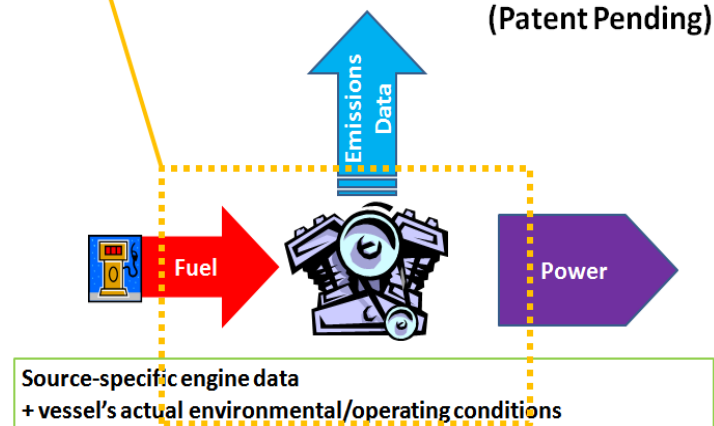 (Patent Pending)
Emissions
Data
Fuel
Power
Source-specific engine data
+ vessel's actual environmental/operating conditions